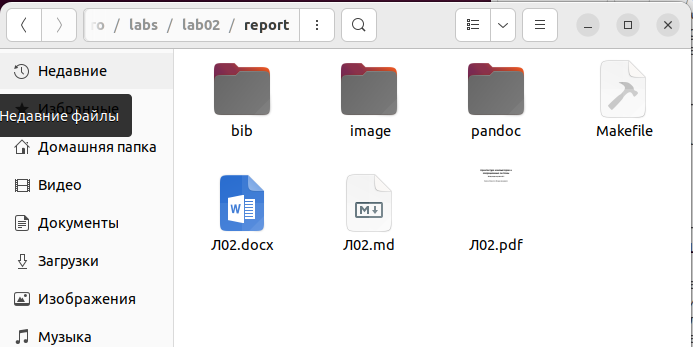 ro / labs / lab02 / report
Недавние
Избранные
Недавние файлы
Домашняя папка
Видео
Документы
Загрузки
Изображения
Музыка
bib
image
pandoc
Makefile
W
Л02.docx
M
Л02.md
Л02.pdf